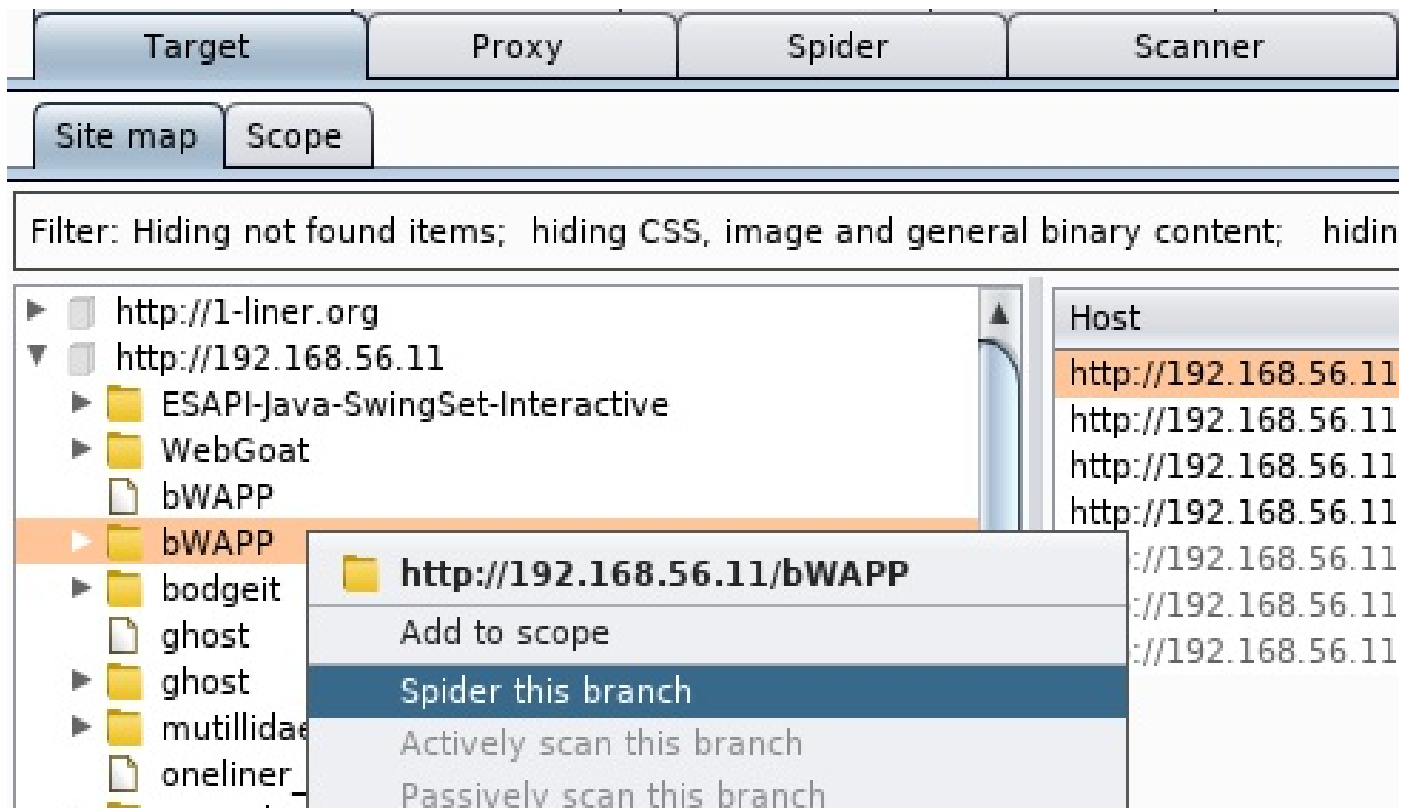 Target Proxy Spider Scanner
Site map Scope
Filter: Hiding not found items; hiding CSS, image and general binary content; hidin
http://1-liner.org
http://192.168.56.11
ESAPI-Java-SwingSet-Interactive
WebGoat
bWAPP
bWAPP
bodgeit
ghost
ghost
mutillidae
oneliner_
Host
http://192.168.56.11
http://192.168.56.11
http://192.168.56.11
http://192.168.56.11
://192.168.56.11
://192.168.56.11
://192.168.56.11
http://192.168.56.11/bWAPP
Add to scope
Spider this branch
Actively scan this branch
Passively scan this branch